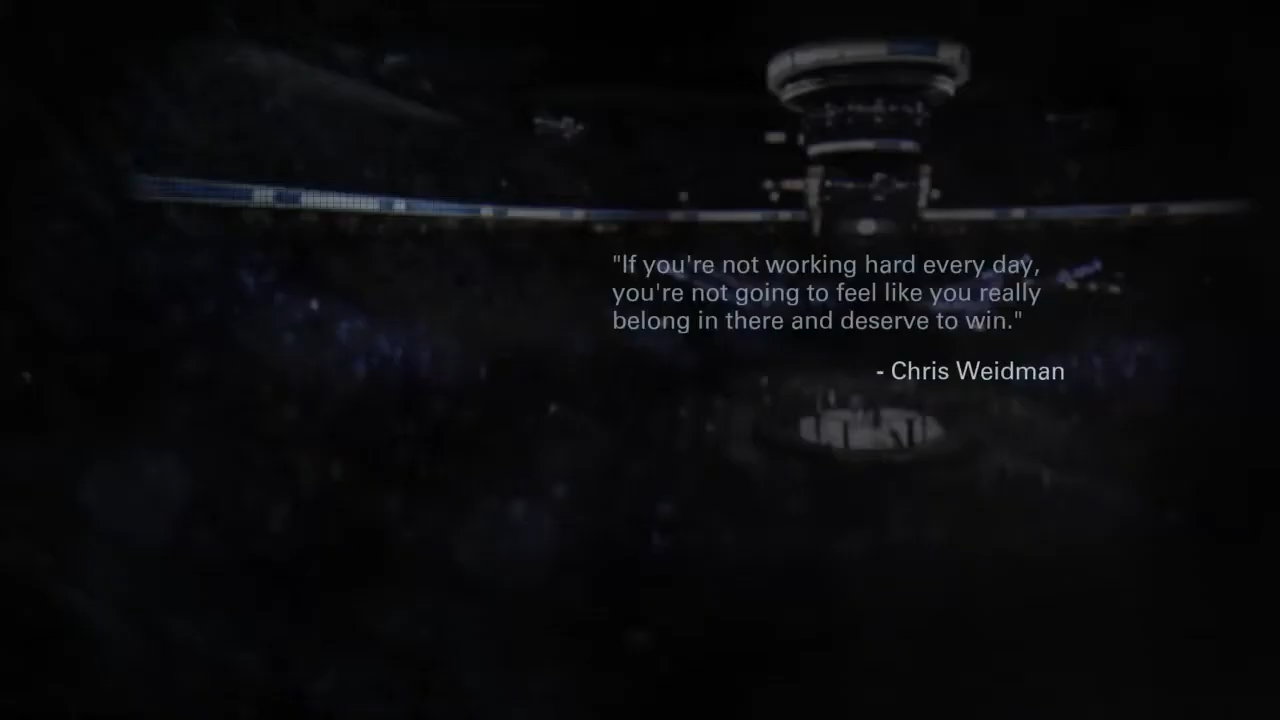 "If you're not working hard every day,
you're not going to feel like you really
belong in there and deserve to win."
- Chris Weidman